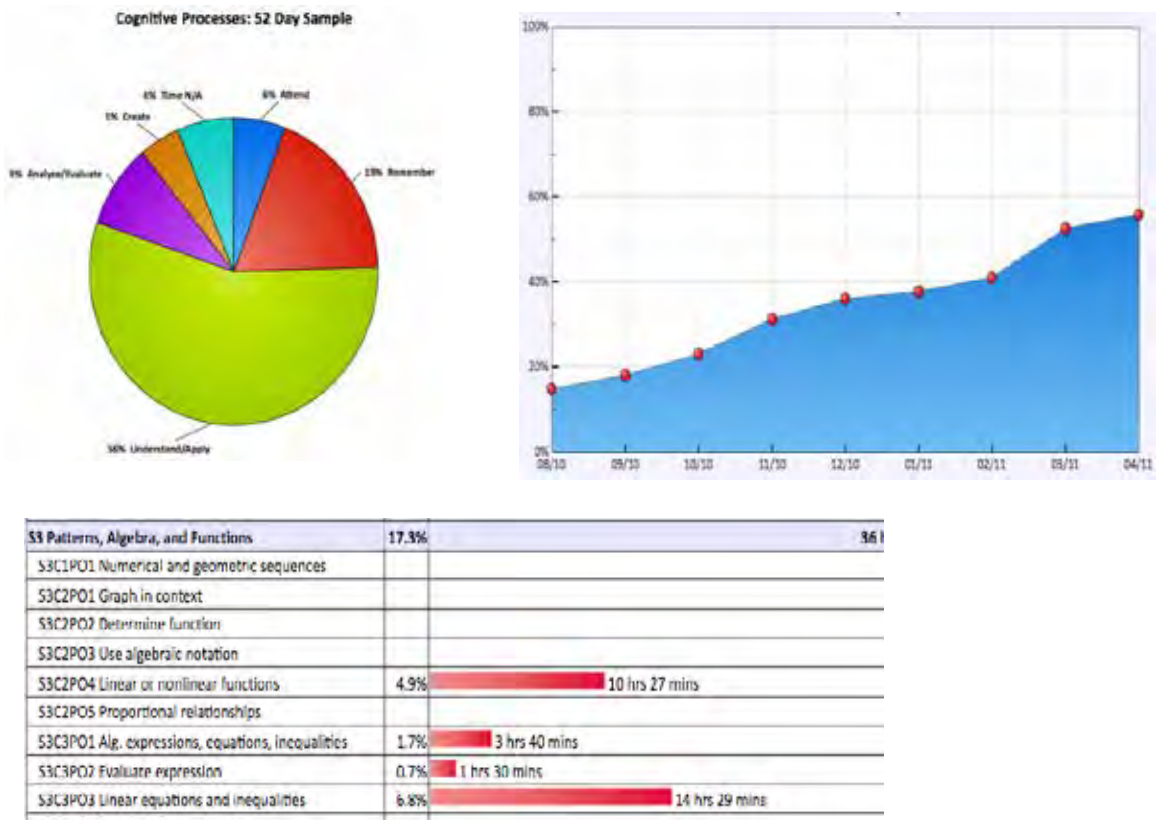 Cognitive Processes: 52 Day Sample
Time N/A
6% Attend
5% Create
9% Analyze/Evaluate
19% Remember
56% Understand/Apply
100%
80%
60%
40%
20%
0%
08/10 09/10 10/10 11/10 12/10 01/11 02/11 03/11 04/11
S3 Patterns, Algebra, and Functions 17.3% 36
S3C1PO1 Numerical and geometric sequences
S3C2PO1 Graph in context
S3C2PO2 Determine function
S3C2PO3 Use algebraic notation
S3C2PO4 Linear or nonlinear functions 4.9% 10 hrs 27 mins
S3C2PO5 Proportional relationships
S3C3PO1 Alg. expressions, equations, inequalities 1.7% 3 hrs 40 mins
S3C3PO2 Evaluate expression 0.7% 1 hrs 30 mins
S3C3PO3 Linear equations and inequalities 6.8% 14 hrs 29 mins